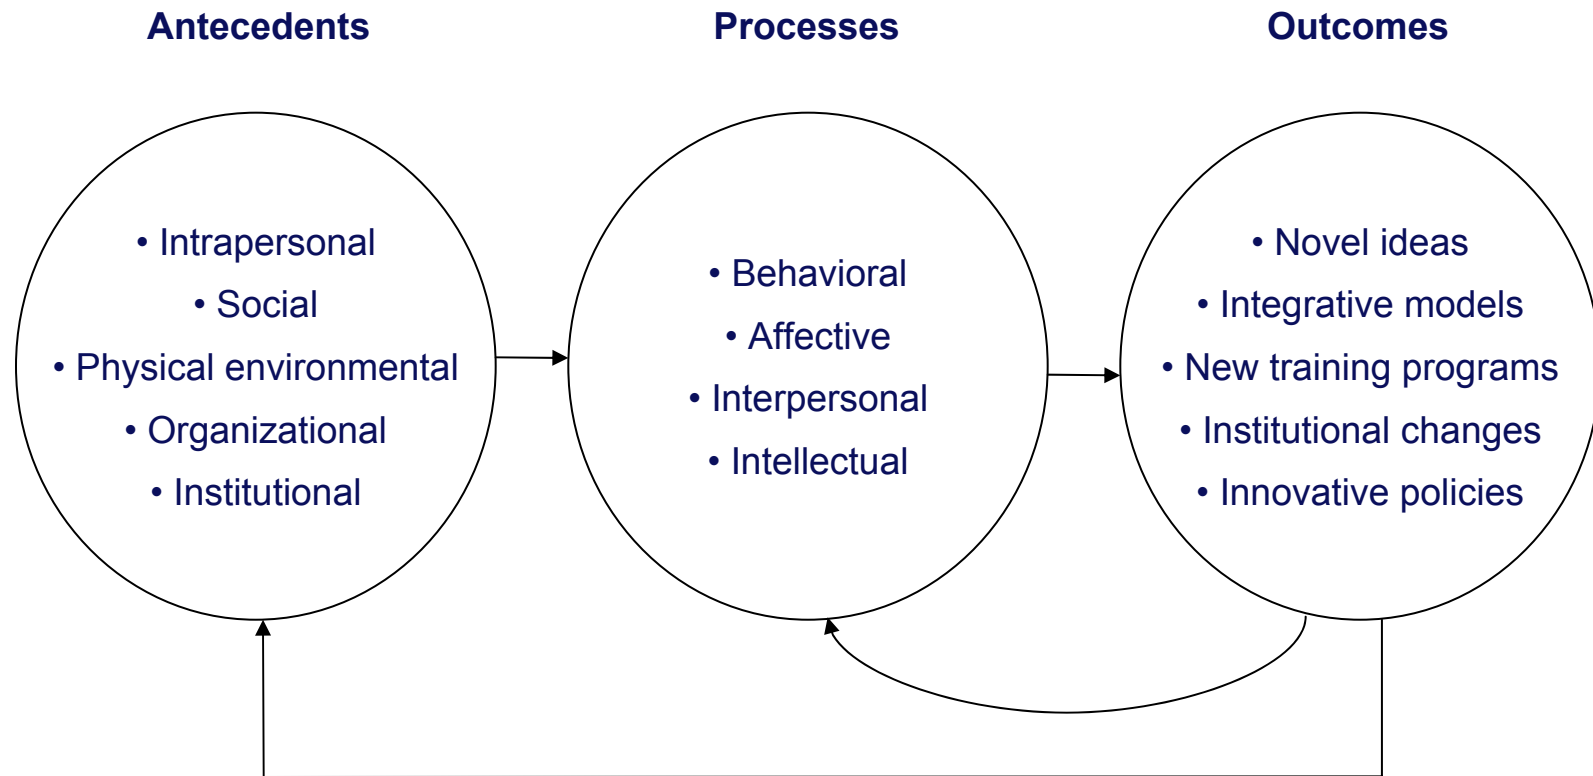 Antecedents
Processes
Outcomes
• Intrapersonal
• Social
• Physical environmental
• Organizational
• Institutional
• Behavioral
• Affective
• Interpersonal
• Intellectual
• Novel ideas
• Integrative models
• New training programs
• Institutional changes
• Innovative policies